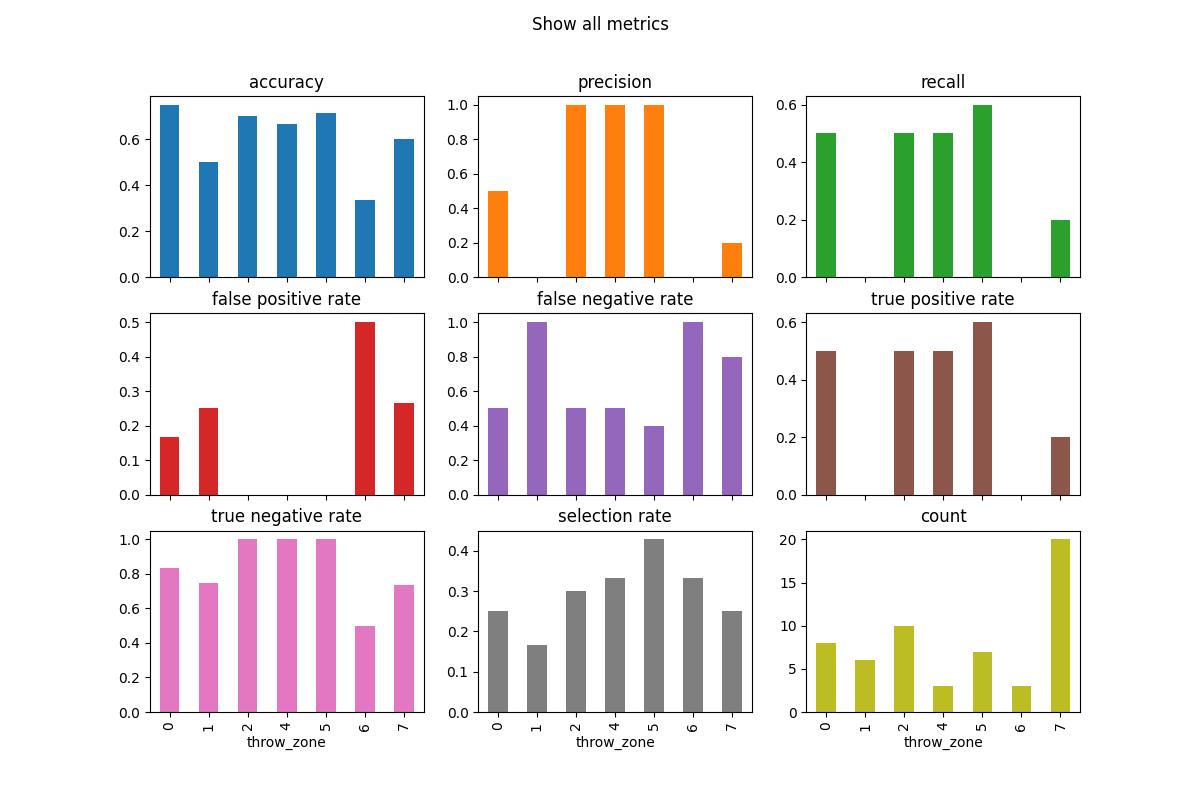 Show all metrics
accuracy
0.6
0.4
0.2
0.0
precision
1.0
0.8
0.6
0.4
0.2
0.0
recall
0.6
0.4
0.2
0.0
false positive rate
0.5
0.4
0.3
0.2
0.1
0.0
false negative rate
1.0
0.8
0.6
0.4
0.2
0.0
true positive rate
0.6
0.4
0.2
0.0
true negative rate
1.0
0.8
0.6
0.4
0.2
0.0
0 1 2 4 5 6 7
throw_zone
selection rate
0.4
0.3
0.2
0.1
0.0
0 1 2 4 5 6 7
throw_zone
count
20
15
10
5
0
0 1 2 4 5 6 7
throw_zone